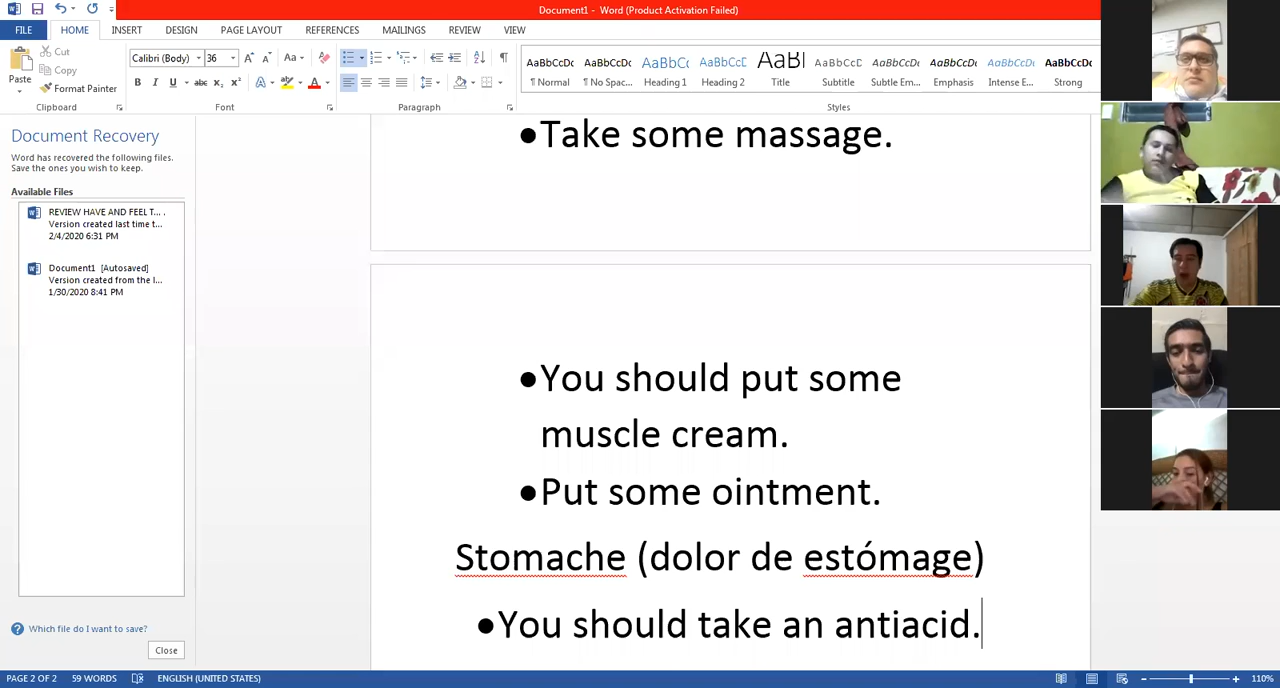 Document1 - Word (Product Activation Failed)
FILE HOME INSERT DESIGN PAGE LAYOUT REFERENCES MAILINGS REVIEW VIEW
Paste
Cut
Copy
Format Painter
Clipboard
Calibri (Body) 36
Font
Paragraph
AaBbCcDc AaBbCcDc AaBbCc AaBbCcD AaBl AaBbCcD AaBbCcDc AaBbCcDc AaBbCcDc AaBbCcDc
¶ Normal ¶ No Spac... Heading 1 Heading 2 Title Subtitle Subtle Em... Emphasis Intense E... Strong
Styles
Document Recovery
Word has recovered the following files.
Save the ones you wish to keep.
Available Files
REVIEW HAVE AND FEEL T...
Version created last time t...
2/4/2020 6:31 PM
Document1 [Autosaved]
Version created from the l...
1/30/2020 8:41 PM
Which file do I want to save?
Close
•Take some massage.
•You should put some
muscle cream.
•Put some ointment.
Stomache (dolor de estómage)
•You should take an antiacid.
PAGE 2 OF 2 59 WORDS ENGLISH (UNITED STATES) 110%